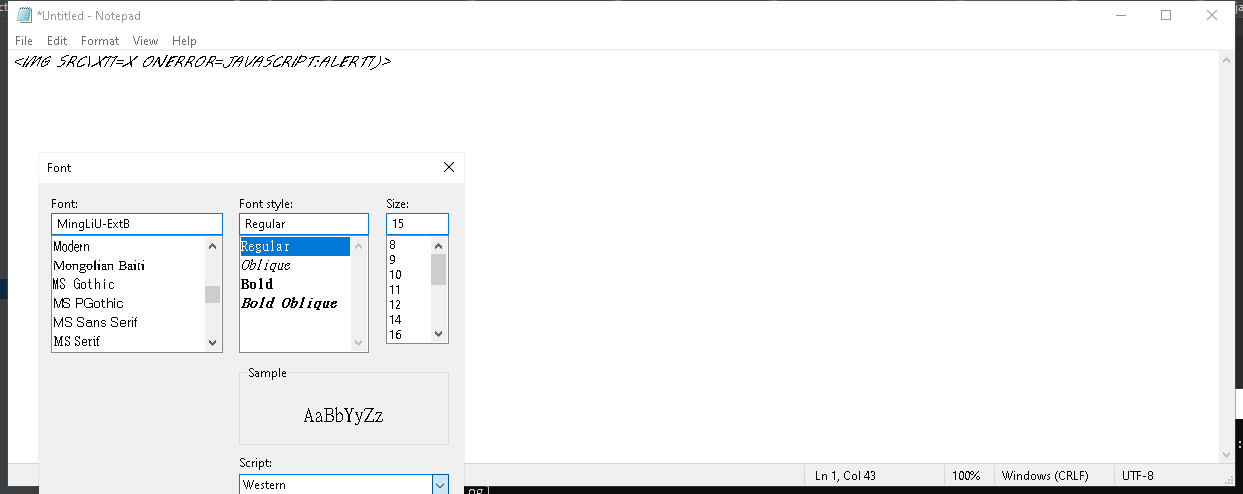 *Untitled - Notepad
File Edit Format View Help
<IMG SRC\XTT=X ONERROR=JAVASCRIPT:ALERT1)>
Font
Font: Font style: Size:
MingLiU-ExtB Regular 15
Modern Regular 8
Mongolian Baiti Oblique 9
MS Gothic Bold 10
MS PGothic Bold Oblique 11
MS Sans Serif 12
MS Serif 14
16
Sample
AaBbYyZz
Script:
Western
Ln 1, Col 43 100% Windows (CRLF) UTF-8